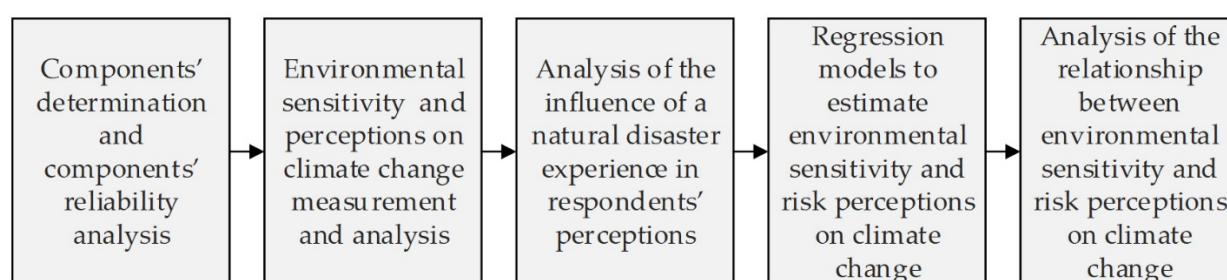 Components’
determination
and
components’
reliability
analysis
Environmental
sensitivity and
perceptions on
climate change
measurement
and analysis
Analysis of the
influence of a
natural disaster
experience in
respondents’
perceptions
Regression
models to
estimate
environmental
sensitivity and
risk perceptions
on climate
change
Analysis of the
relationship
between
environmental
sensitivity and
risk perceptions
on climate
change